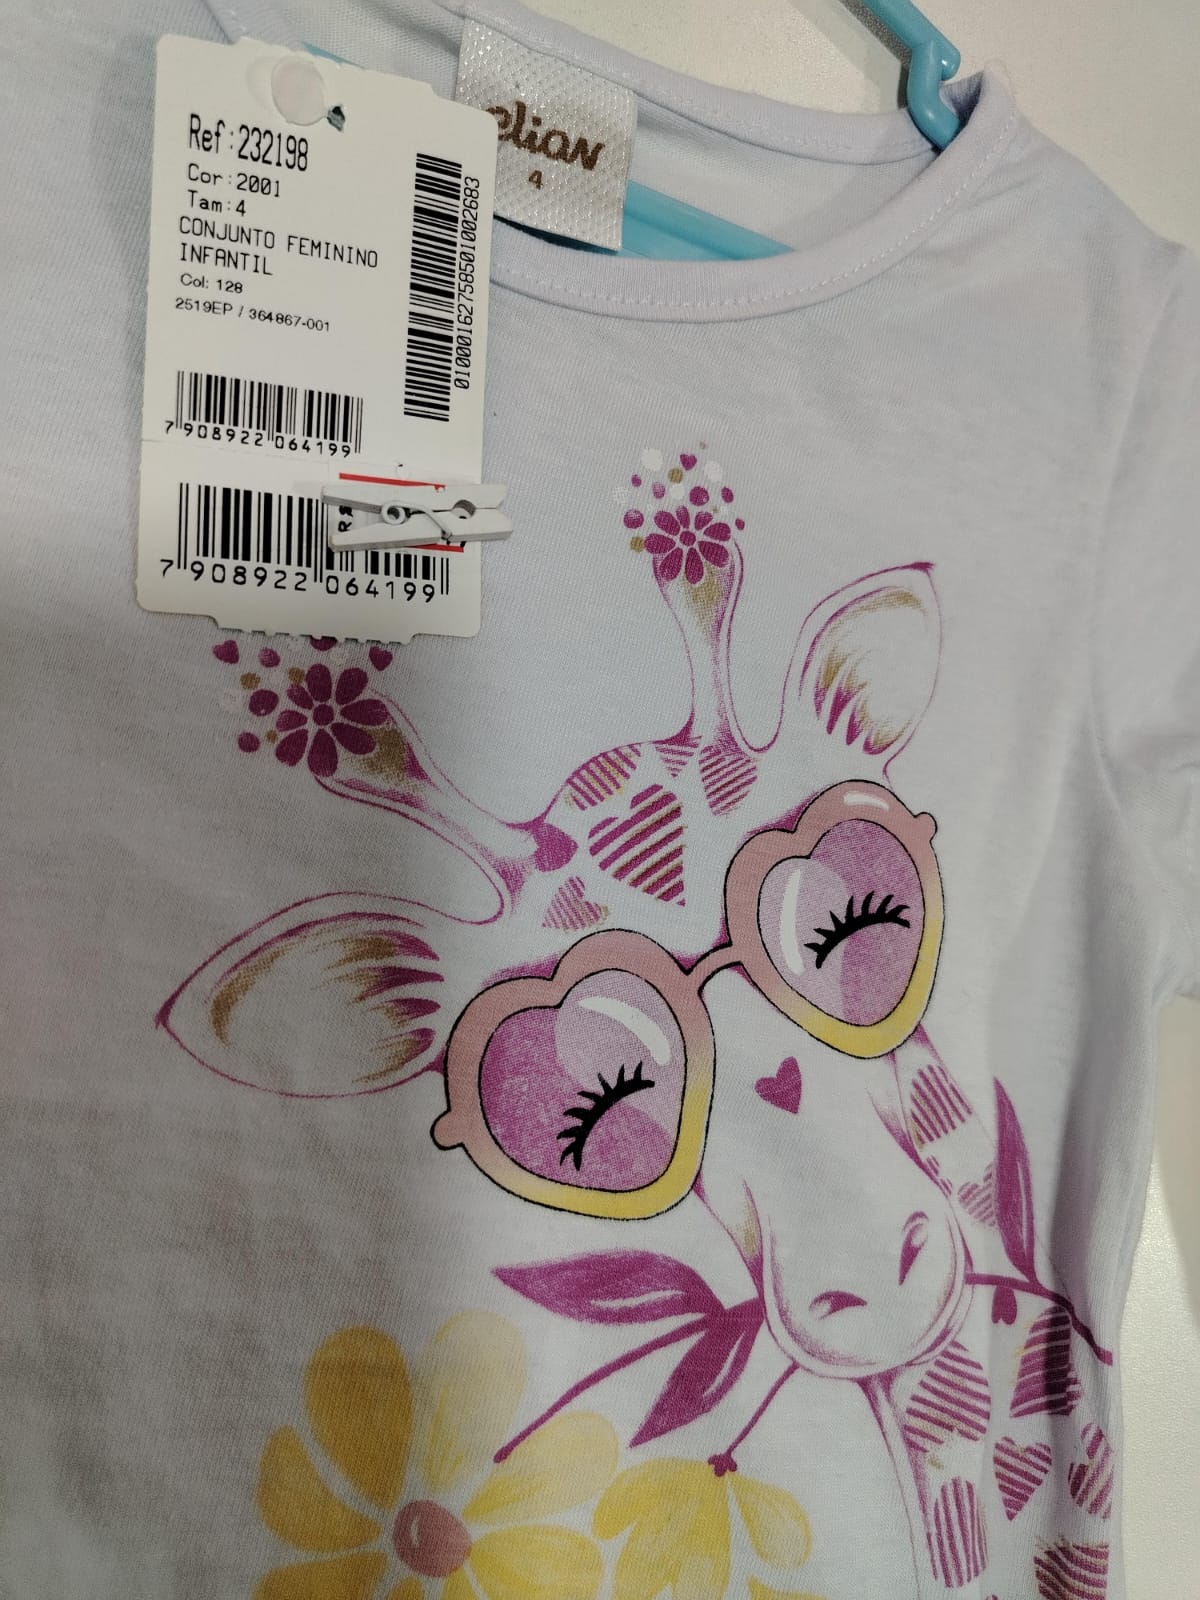 Ref:232198
Cor:2001
Tam:4
CONJUNTO FEMININO
INFANTIL
Col: 128
2519EP / 364867-001
7 908922 064199
7 908922 064199
01000162758501002683
elian
4